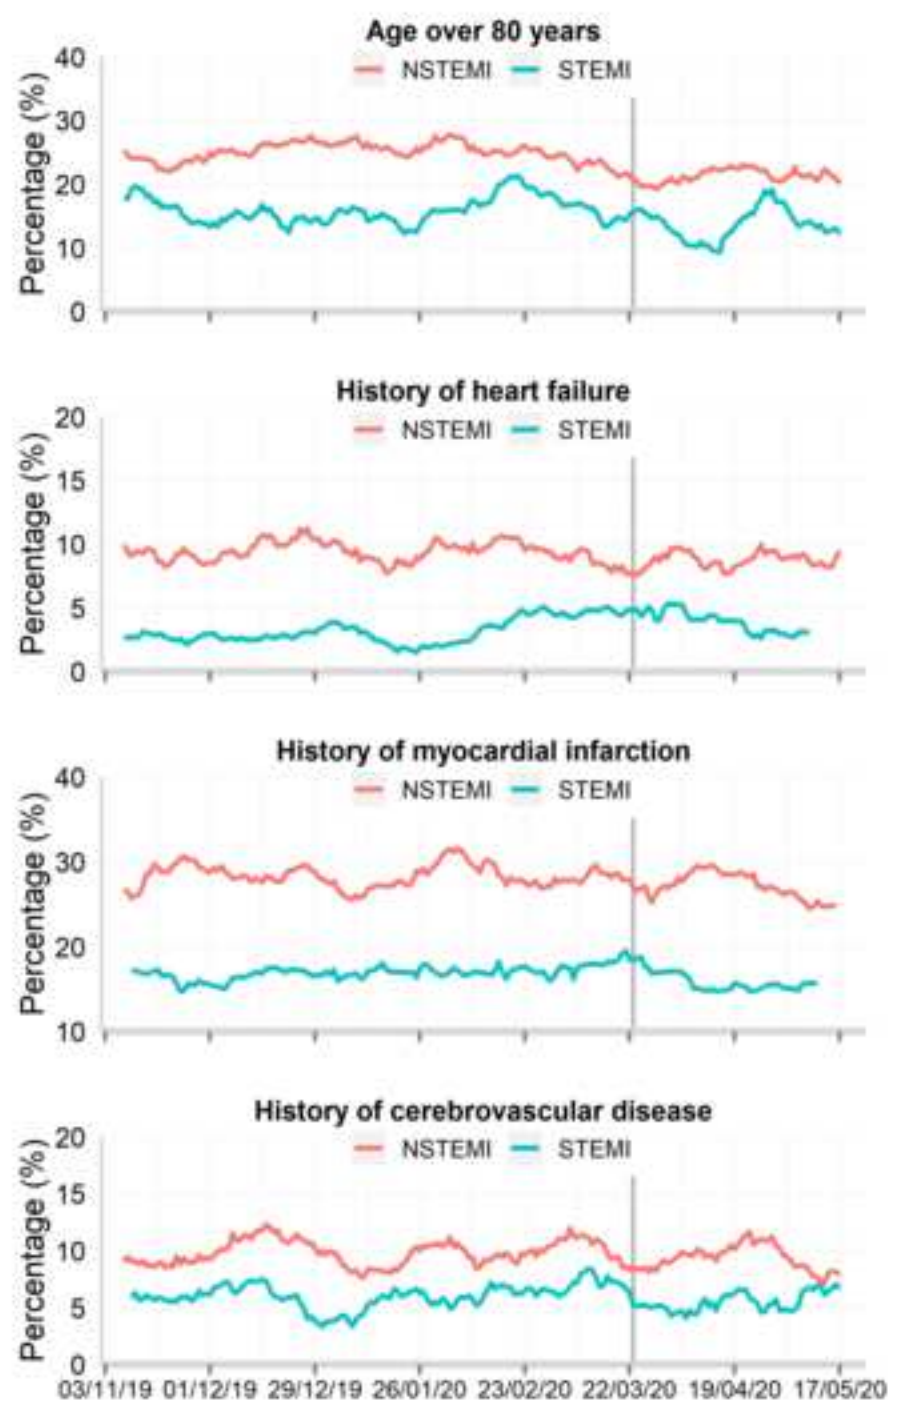 Age over 80 years
NSTEMI STEMI
Percentage (%)
40
30
20
10
0
History of heart failure
NSTEMI STEMI
Percentage (%)
20
15
10
5
0
History of myocardial infarction
NSTEMI STEMI
Percentage (%)
40
30
20
10
History of cerebrovascular disease
NSTEMI STEMI
Percentage (%)
20
15
10
5
0
03/11/19 01/12/19 29/12/19 26/01/20 23/02/20 22/03/20 19/04/20 17/05/20